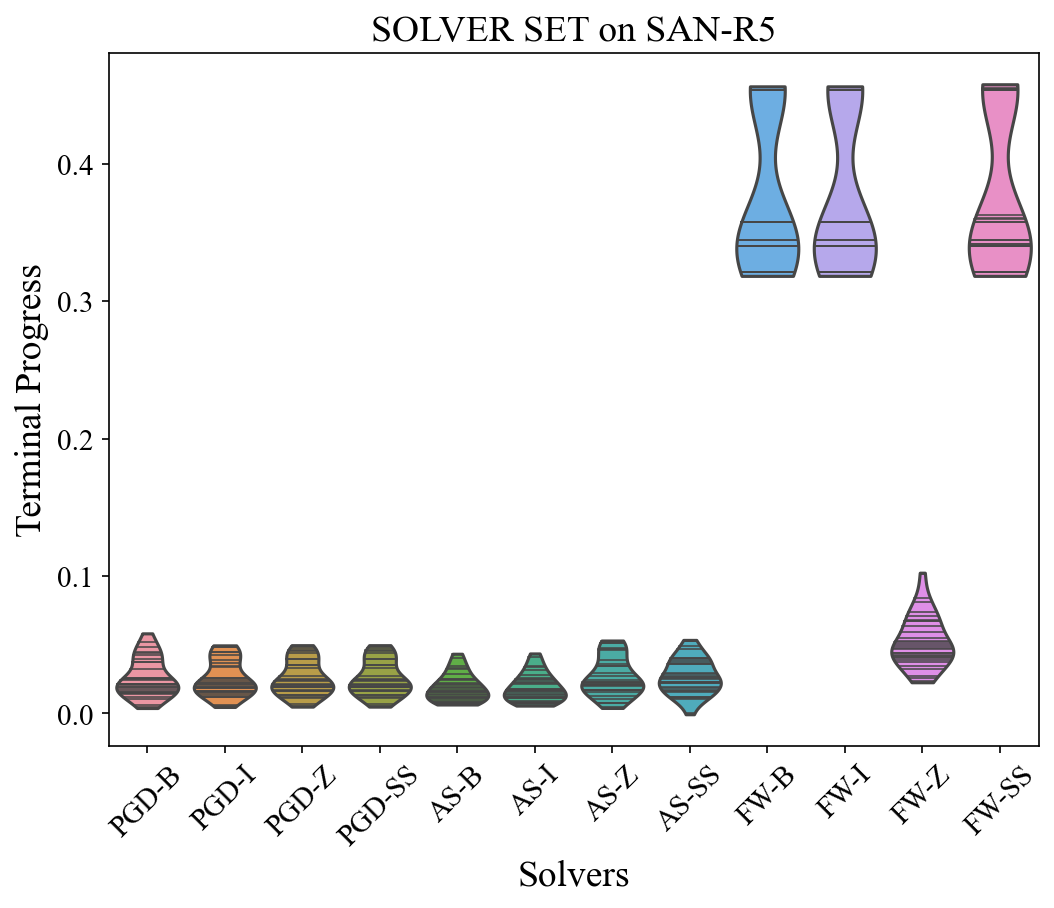 SOLVER SET on SAN-R5
Terminal Progress
0.4
0.3
0.2
0.1
0.0
PGD-B
PGD-I
PGD-Z
PGD-SS
AS-B
AS-I
AS-Z
AS-SS
FW-B
FW-I
FW-Z
FW-SS
Solvers